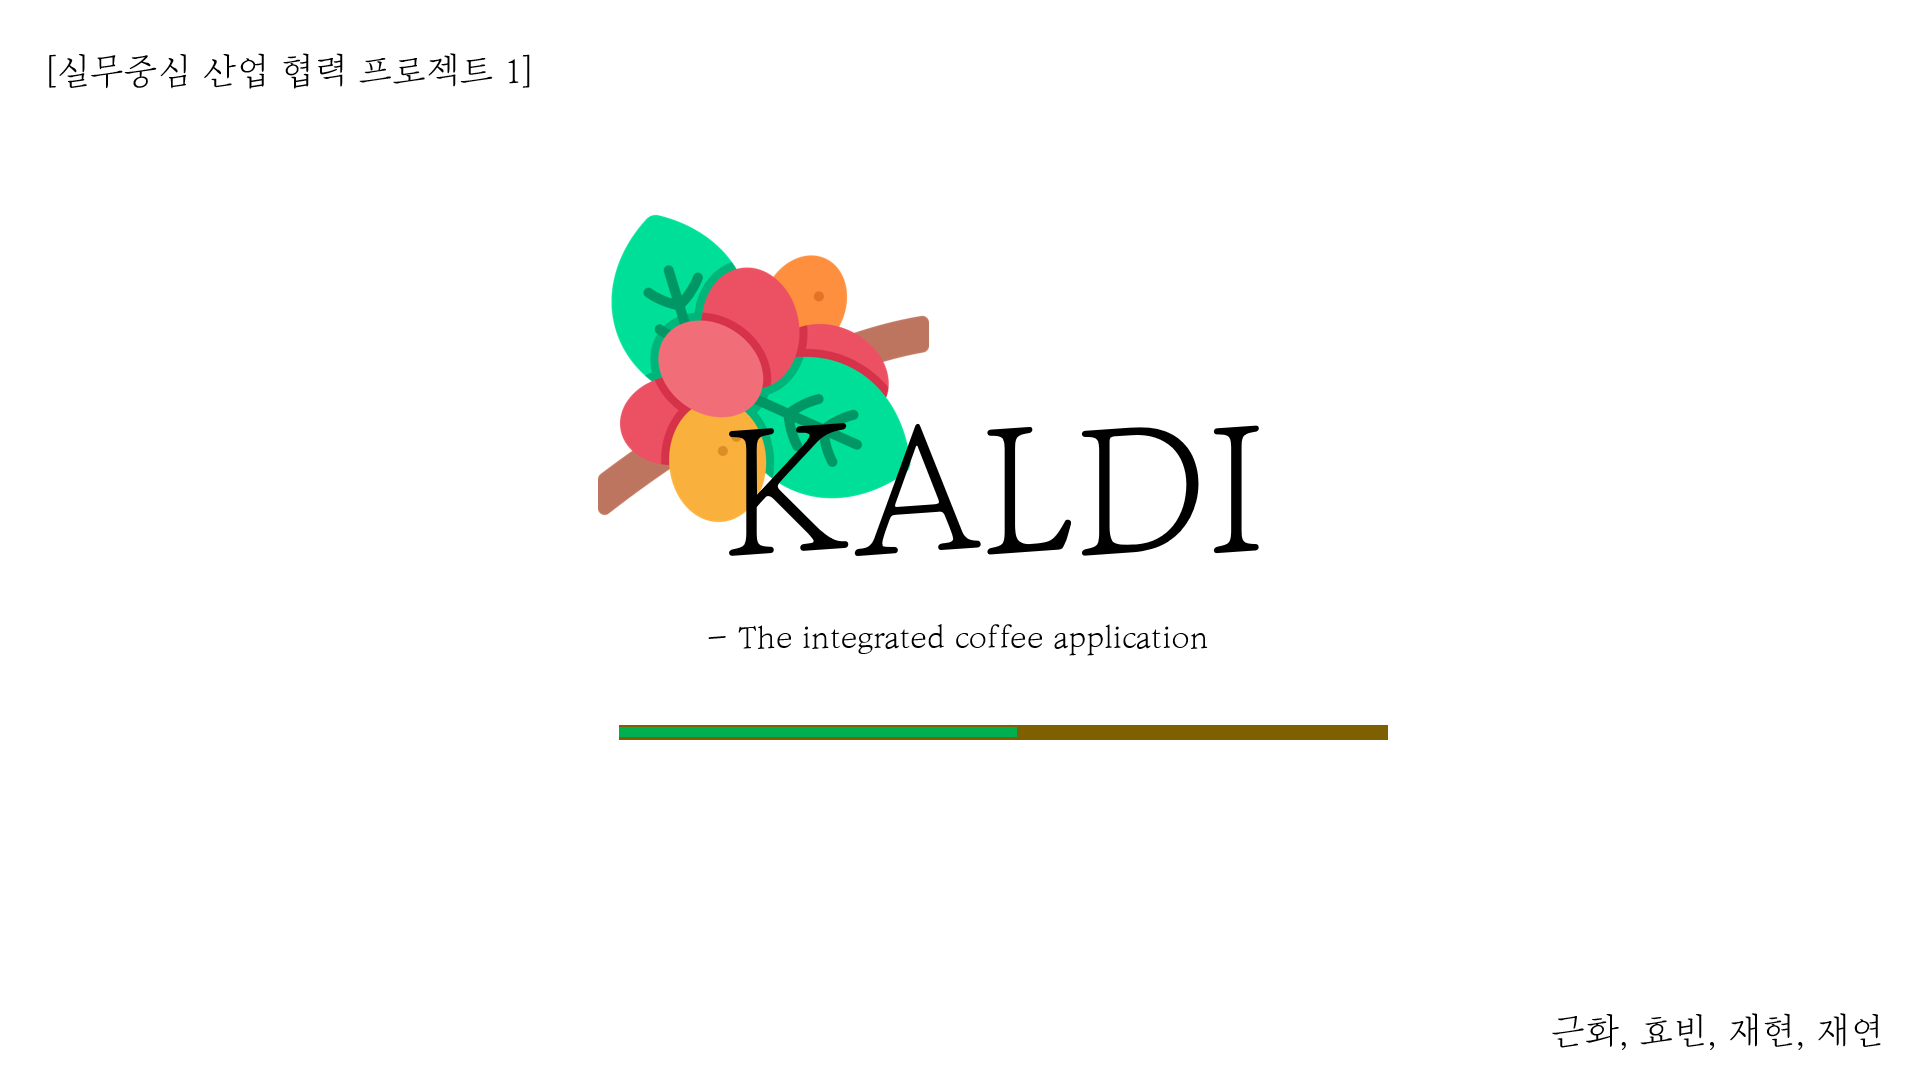 [실무중심 산업 협력 프로젝트 1]
KALDI
- The integrated coffee application
근화, 효빈, 재현, 재연